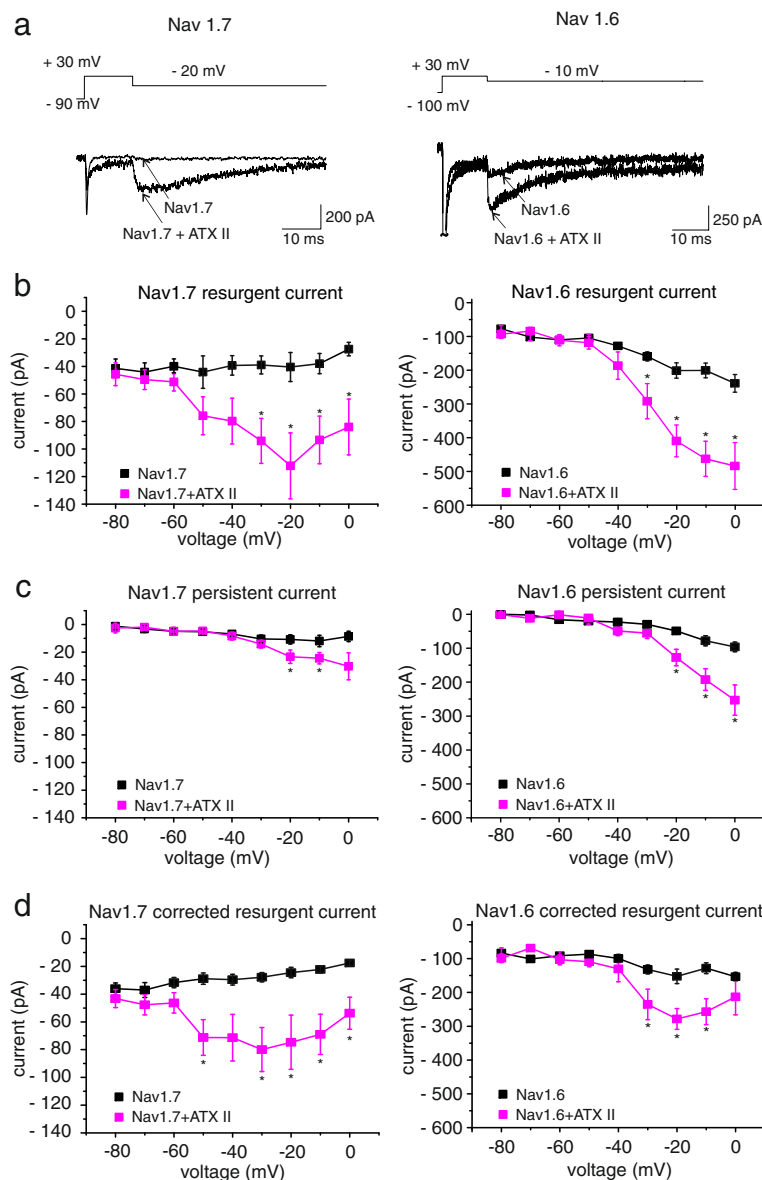 a
Nav 1.7
Nav 1.6
+ 30 mV
- 20 mV
- 90 mV
+ 30 mV
- 10 mV
- 100 mV
Nav1.7
Nav1.7 + ATX II
200 pA
10 ms
Nav1.6
Nav1.6 + ATX II
250 pA
10 ms
b
Nav1.7 resurgent current
0
- 20
- 40
- 60
- 80
- 100
- 120
- 140
current (pA)
* * * *
Nav1.7
Nav1.7+ATX II
-80 -60 -40 -20 0
voltage (mV)
Nav1.6 resurgent current
0
- 100
- 200
- 300
- 400
- 500
- 600
current (pA)
* * * *
Nav1.6
Nav1.6+ATX II
-80 -60 -40 -20 0
voltage (mV)
c
Nav1.7 persistent current
0
- 20
- 40
- 60
- 80
- 100
- 120
- 140
current (pA)
* *
Nav1.7
Nav1.7+ATX II
-80 -60 -40 -20 0
voltage (mV)
Nav1.6 persistent current
0
- 100
- 200
- 300
- 400
- 500
- 600
current (pA)
* * *
Nav1.6
Nav1.6+ATX II
-80 -60 -40 -20 0
voltage (mV)
d
Nav1.7 corrected resurgent current
0
- 20
- 40
- 60
- 80
- 100
- 120
- 140
current (pA)
* * * * *
Nav1.7
Nav1.7+ATX II
-80 -60 -40 -20 0
voltage (mV)
Nav1.6 corrected resurgent current
0
- 100
- 200
- 300
- 400
- 500
- 600
current (pA)
* * *
Nav1.6
Nav1.6+ATX II
-80 -60 -40 -20 0
voltage (mV)